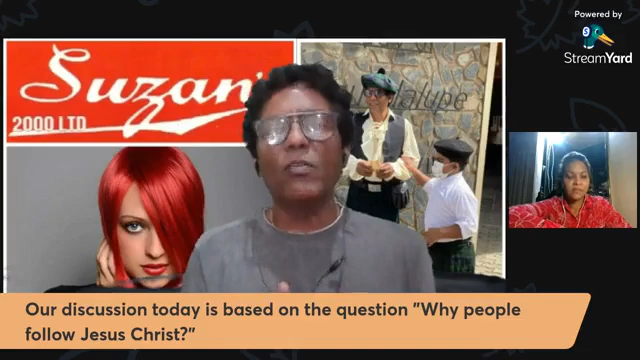 Powered by
StreamYard
Suzan
2000 LTD
Our discussion today is based on the question "Why people
follow Jesus Christ?"